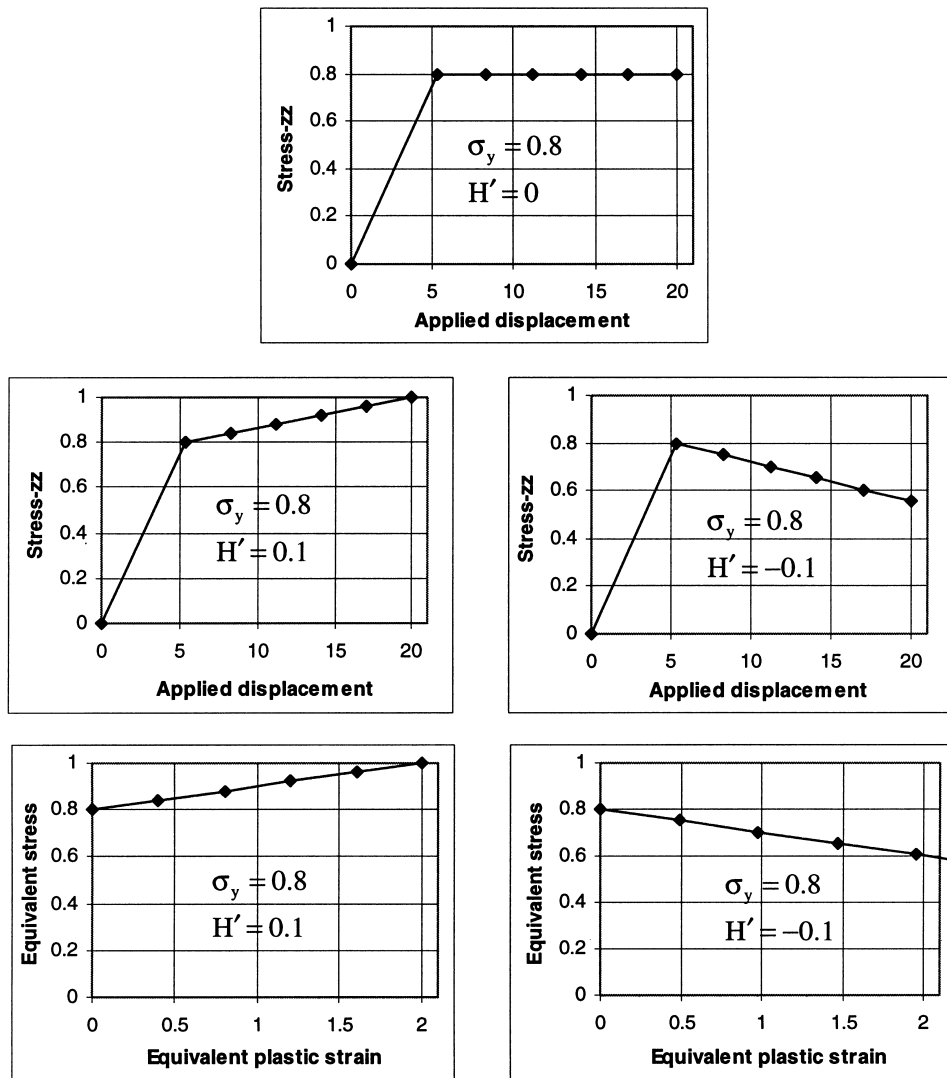 1
0.8
0.6
0.4
0.2
0
Stress-zz
σy = 0.8
H′ = 0
0 5 10 15 20
Applied displacement
1
0.8
0.6
0.4
0.2
0
Stress-zz
σy = 0.8
H′ = 0.1
0 5 10 15 20
Applied displacement
1
0.8
0.6
0.4
0.2
0
Stress-zz
σy = 0.8
H′ = −0.1
0 5 10 15 20
Applied displacement
1
0.8
0.6
0.4
0.2
0
Equivalent stress
σy = 0.8
H′ = 0.1
0 0.5 1 1.5 2
Equivalent plastic strain
1
0.8
0.6
0.4
0.2
0
Equivalent stress
σy = 0.8
H′ = −0.1
0 0.5 1 1.5 2
Equivalent plastic strain